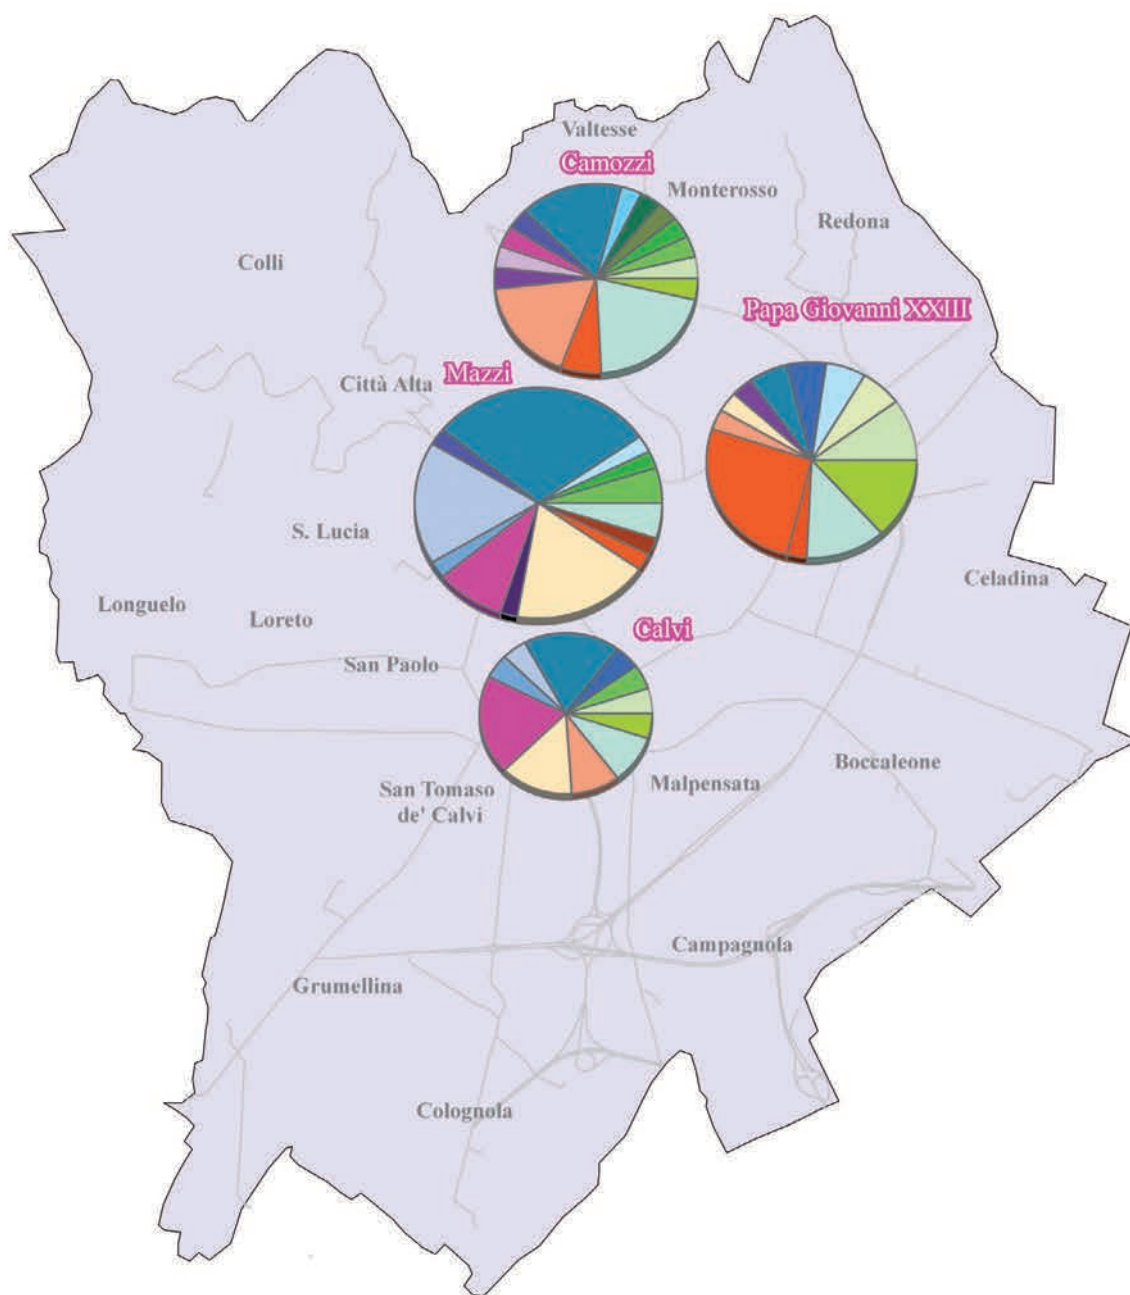 Valtesse
Camozzi
Monterosso
Redona
Colli
Papa Giovanni XXIII
Mazzi
Città Alta
S. Lucia
Celadina
Longuelo
Loreto
Calvi
San Paolo
Boccaleone
Malpensata
San Tomaso
de' Calvi
Campagnola
Grumellina
Colognola